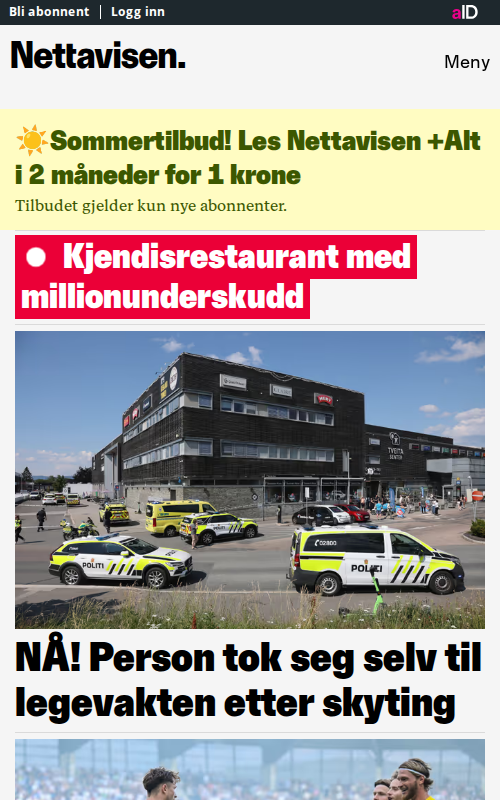 Bli abonnent | Logg inn
aID
Nettavisen.
Meny
☀️Sommertilbud! Les Nettavisen +Alt
i 2 måneder for 1 krone
Tilbudet gjelder kun nye abonnenter.
Kjendisrestaurant med
millionunderskudd
TVEITA
SENTER
02800
POLITI
POLITI
NÅ! Person tok seg selv til
legevakten etter skyting